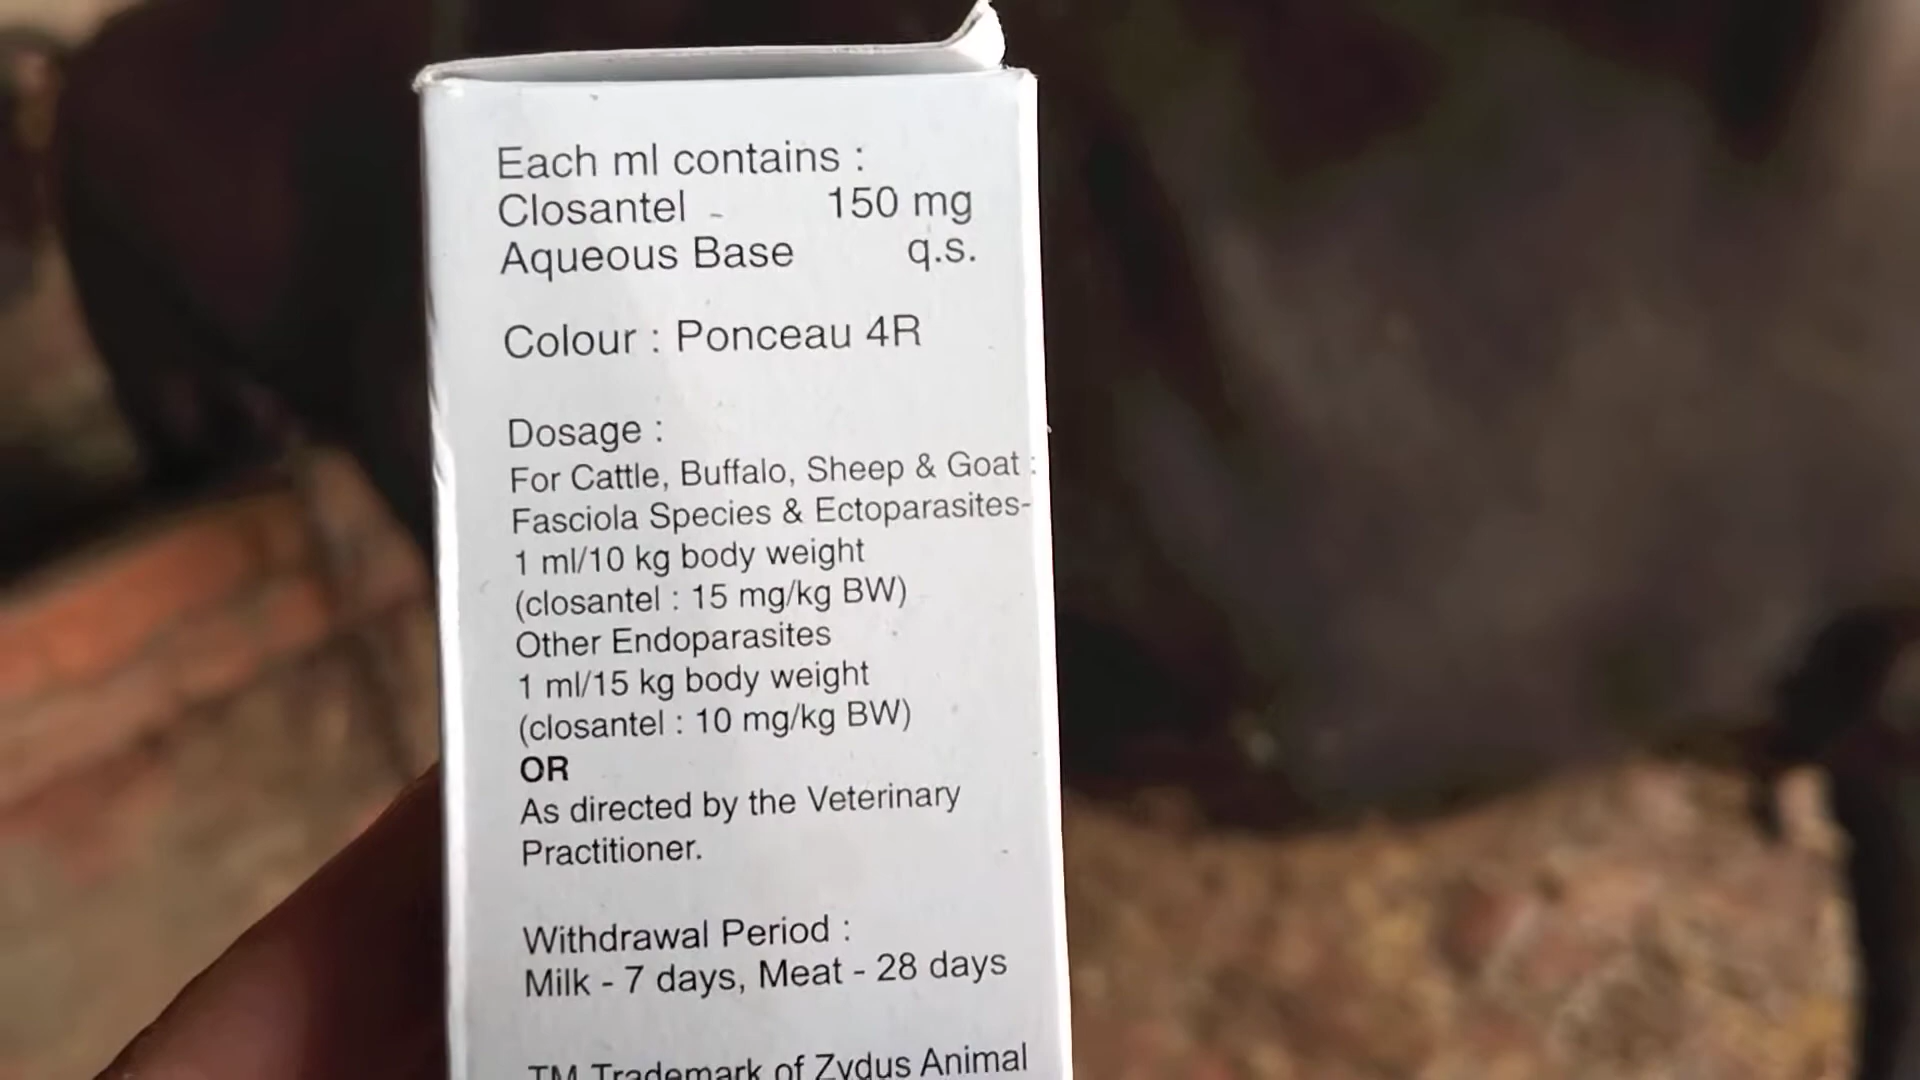 Each ml contains :
Closantel - 150 mg
Aqueous Base q.s.
Colour : Ponceau 4R
Dosage :
For Cattle, Buffalo, Sheep & Goat :
Fasciola Species & Ectoparasites-
1 ml/10 kg body weight
(closantel : 15 mg/kg BW)
Other Endoparasites
1 ml/15 kg body weight
(closantel : 10 mg/kg BW)
OR
As directed by the Veterinary
Practitioner.
Withdrawal Period :
Milk - 7 days, Meat - 28 days
TM Trademark of Zydus Animal